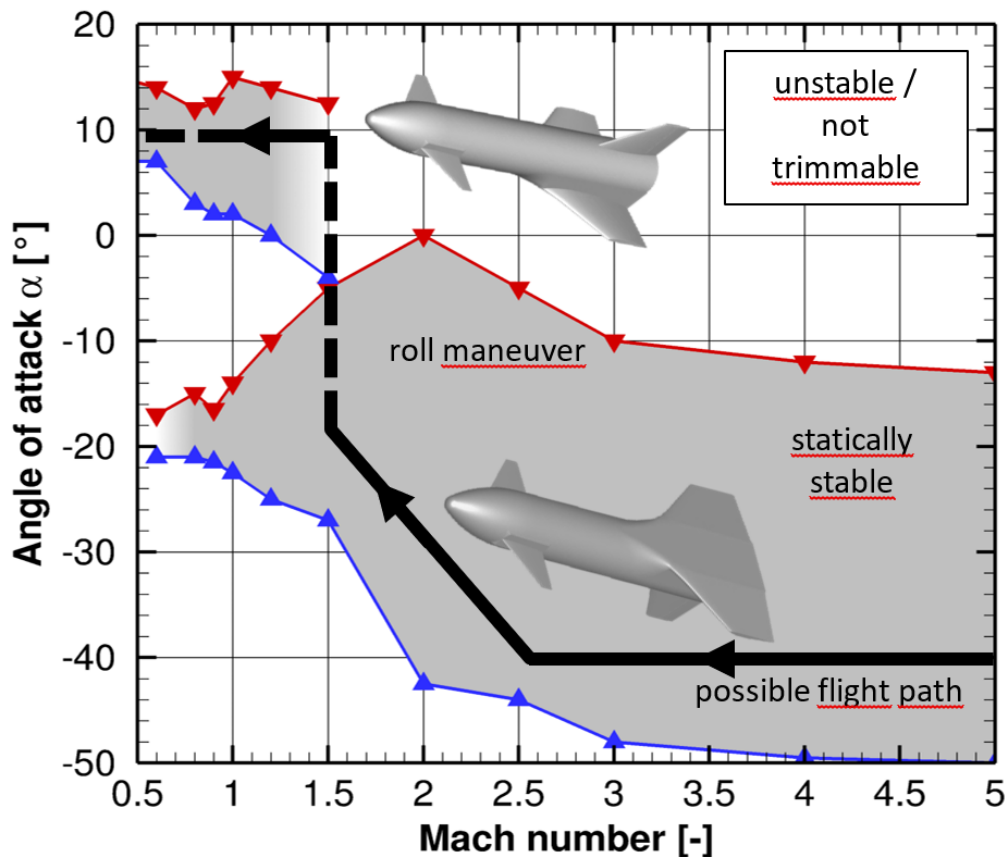 20
10
0
-10
-20
-30
-40
-50
Angle of attack α [°]
unstable /
not
trimmable
roll maneuver
statically
stable
possible flight path
0.5 1 1.5 2 2.5 3 3.5 4 4.5 5
Mach number [-]